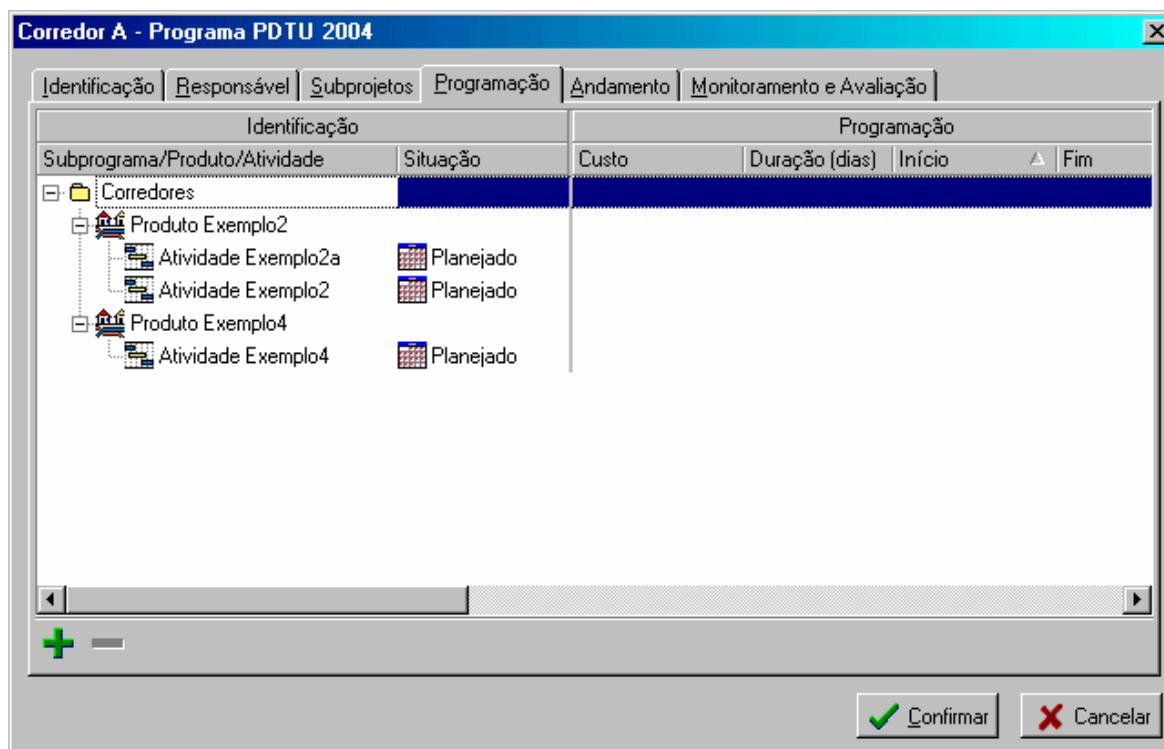 Corredor A - Programa PDTU 2004
Identificação Responsável Subprojetos Programação Andamento Monitoramento e Avaliação
Identificação Programação
Subprograma/Produto/Atividade Situação Custo Duração (dias) Início Fim
Corredores
Produto Exemplo2
Atividade Exemplo2a Planejado
Atividade Exemplo2 Planejado
Produto Exemplo4
Atividade Exemplo4 Planejado
Confirmar Cancelar